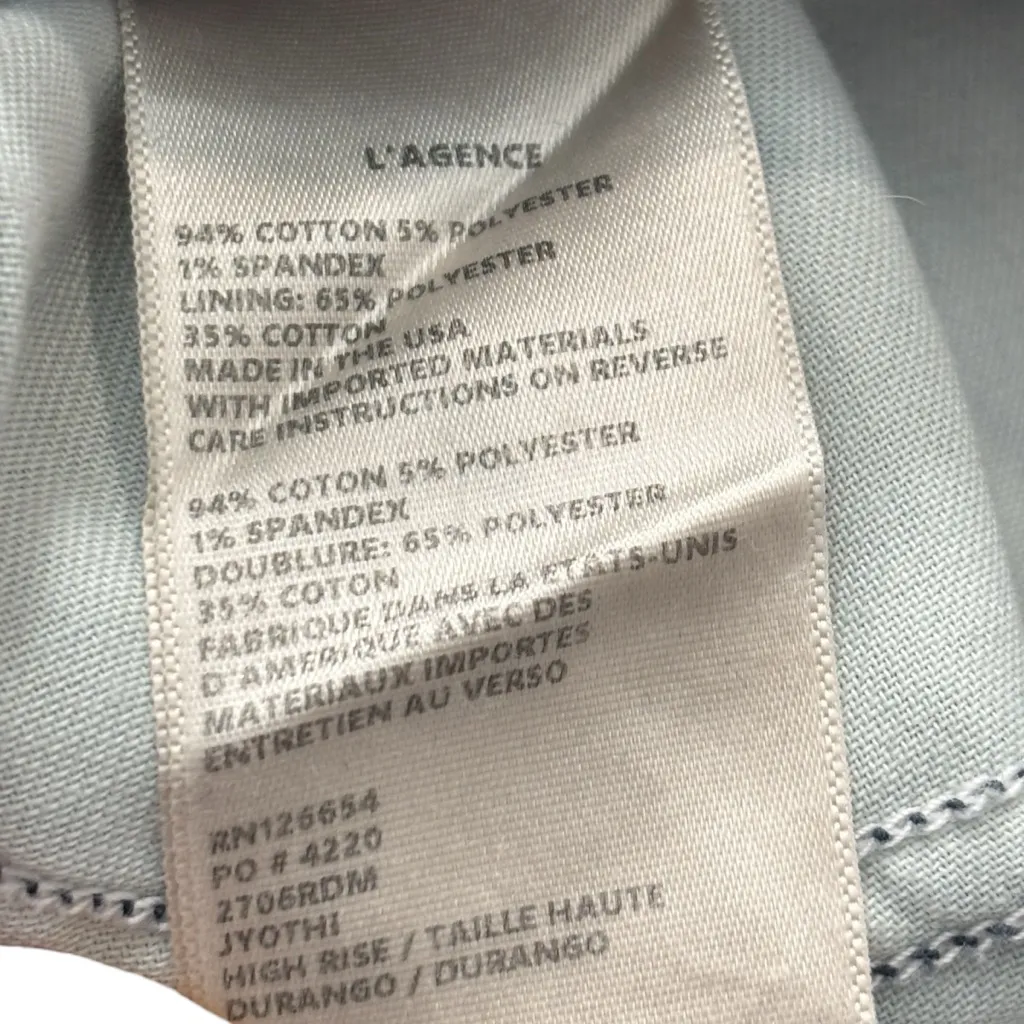 L'AGENCE
94% COTTON 5% POLYESTER
1% SPANDEX
LINING: 65% POLYESTER
35% COTTON
MADE IN THE USA
WITH IMPORTED MATERIALS
CARE INSTRUCTIONS ON REVERSE
94% COTON 5% POLYESTER
1% SPANDEX
DOUBLURE: 65% POLYESTER
35% COTON
FABRIQUE DANS LA ETATS-UNIS
D'AMERIQUE AVEC DES
MATERIAUX IMPORTES
ENTRETIEN AU VERSO
RN126654
PO # 4220
2706RDM
JYOTHI
HIGH RISE / TAILLE HAUTE
DURANGO / DURANGO